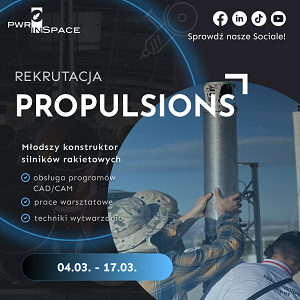 PWR
INSPACE
Sprawdź nasze Sociale!
REKRUTACJA
PROPULSIONS
Młodszy konstruktor
silników rakietowych
obsługa programów
CAD/CAM
prace warsztatowe
techniki wytwarzania
04.03. - 17.03.